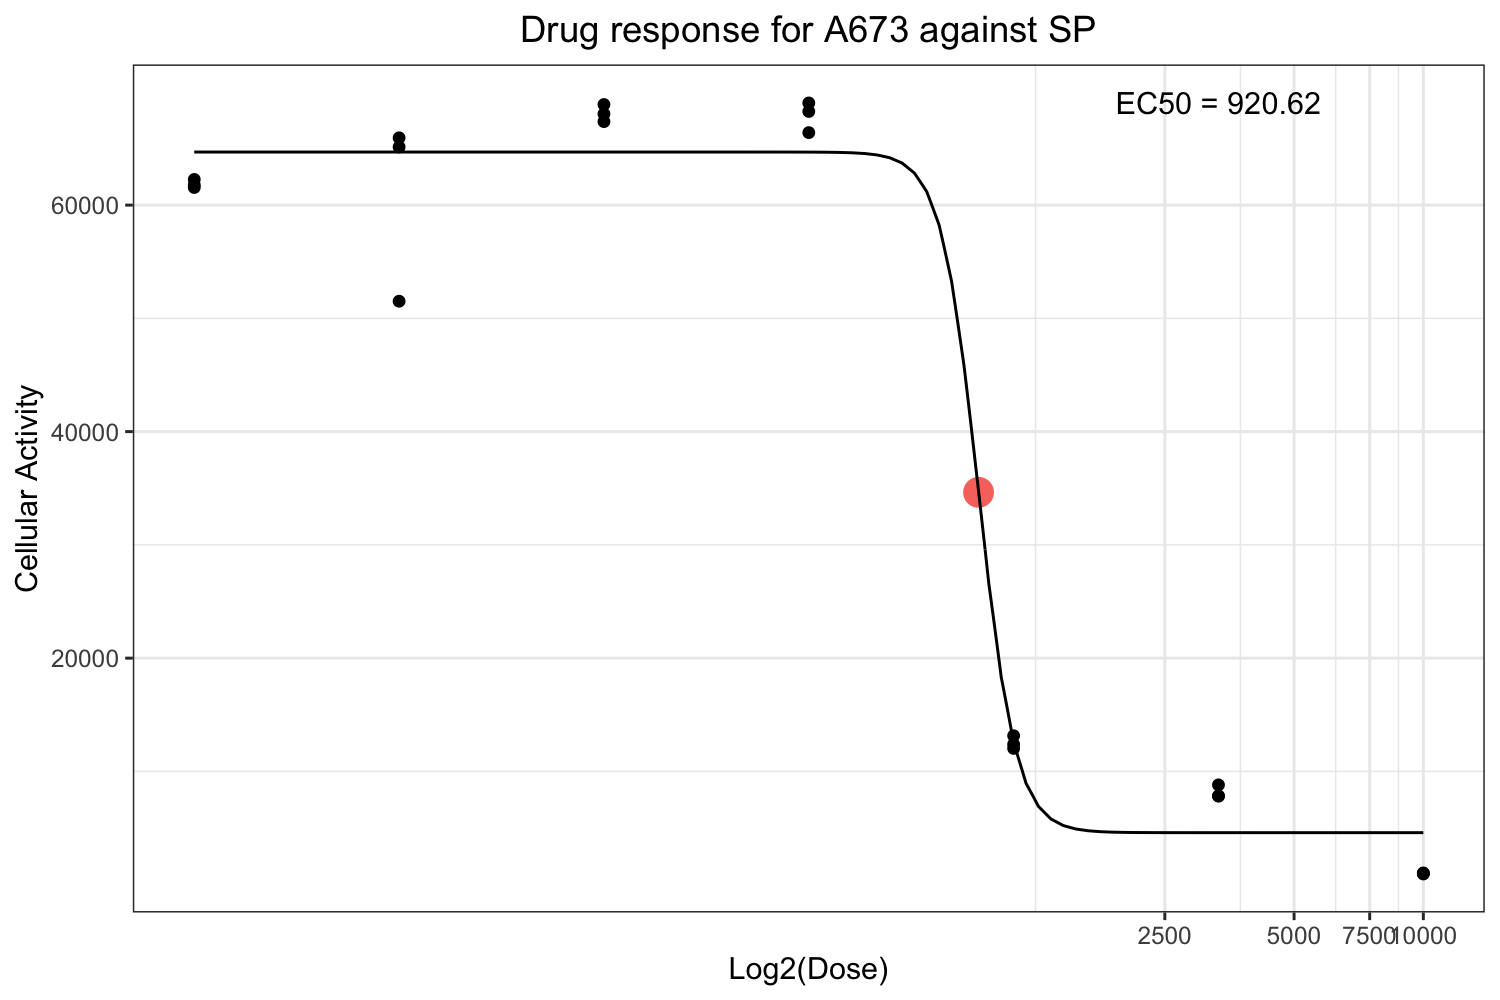 Drug response for A673 against SP
EC50 = 920.62
Cellular Activity
60000
40000
20000
2500
5000
7500
10000
Log2(Dose)